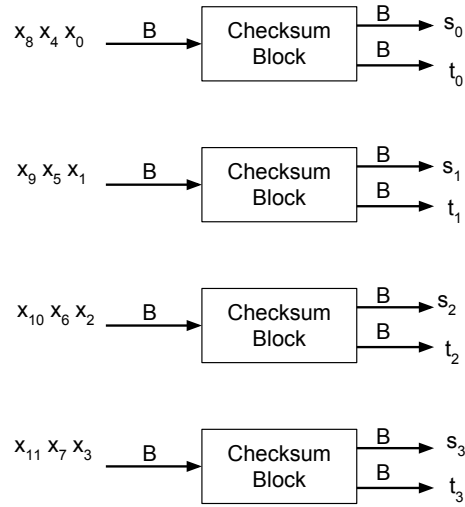 x₈ x₄ x₀ B Checksum Block B s₀
B t₀
x₉ x₅ x₁ B Checksum Block B s₁
B t₁
x₁₀ x₆ x₂ B Checksum Block B s₂
B t₂
x₁₁ x₇ x₃ B Checksum Block B s₃
B t₃